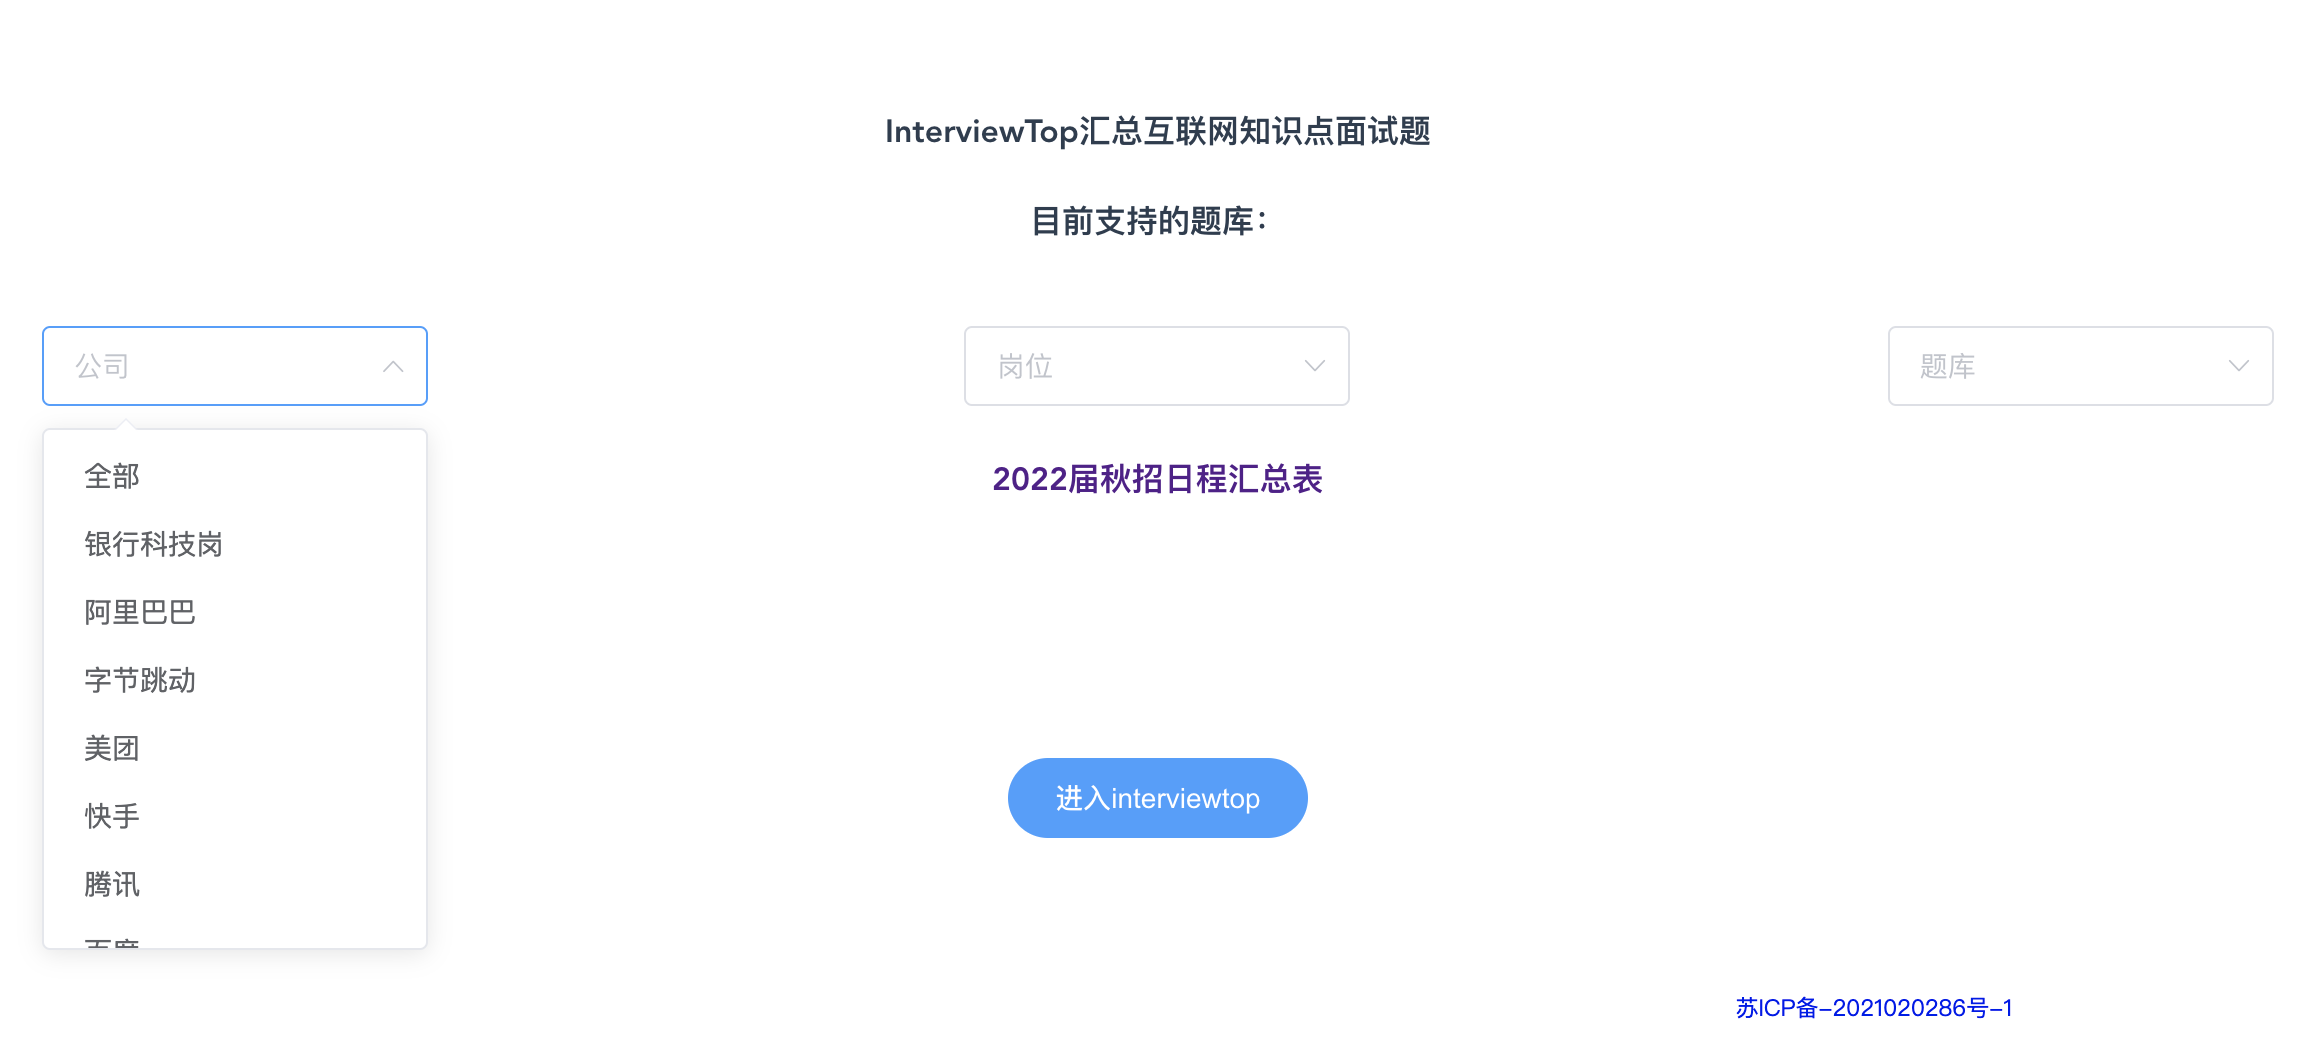 InterviewTop汇总互联网知识点面试题
目前支持的题库：
公司
岗位
题库
全部
银行科技岗
阿里巴巴
字节跳动
美团
快手
腾讯
2022届秋招日程汇总表
进入interviewtop
苏ICP备-2021020286号-1